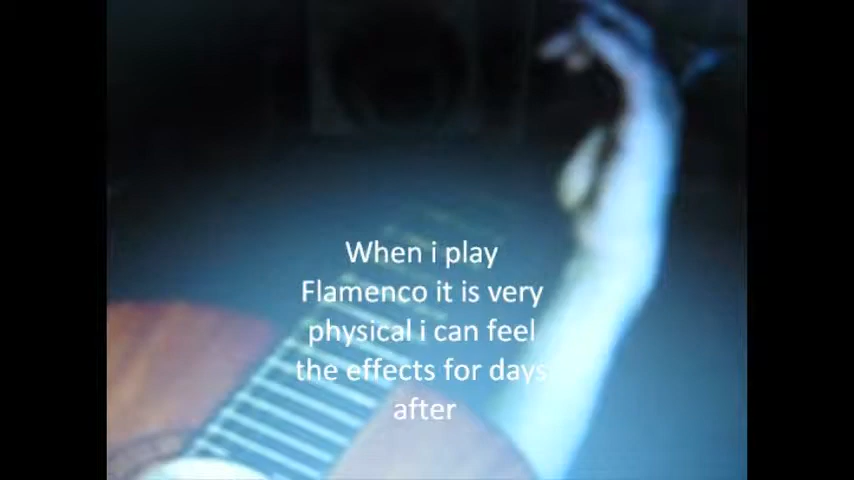 When i play
Flamenco it is very
physical i can feel
the effects for days
after